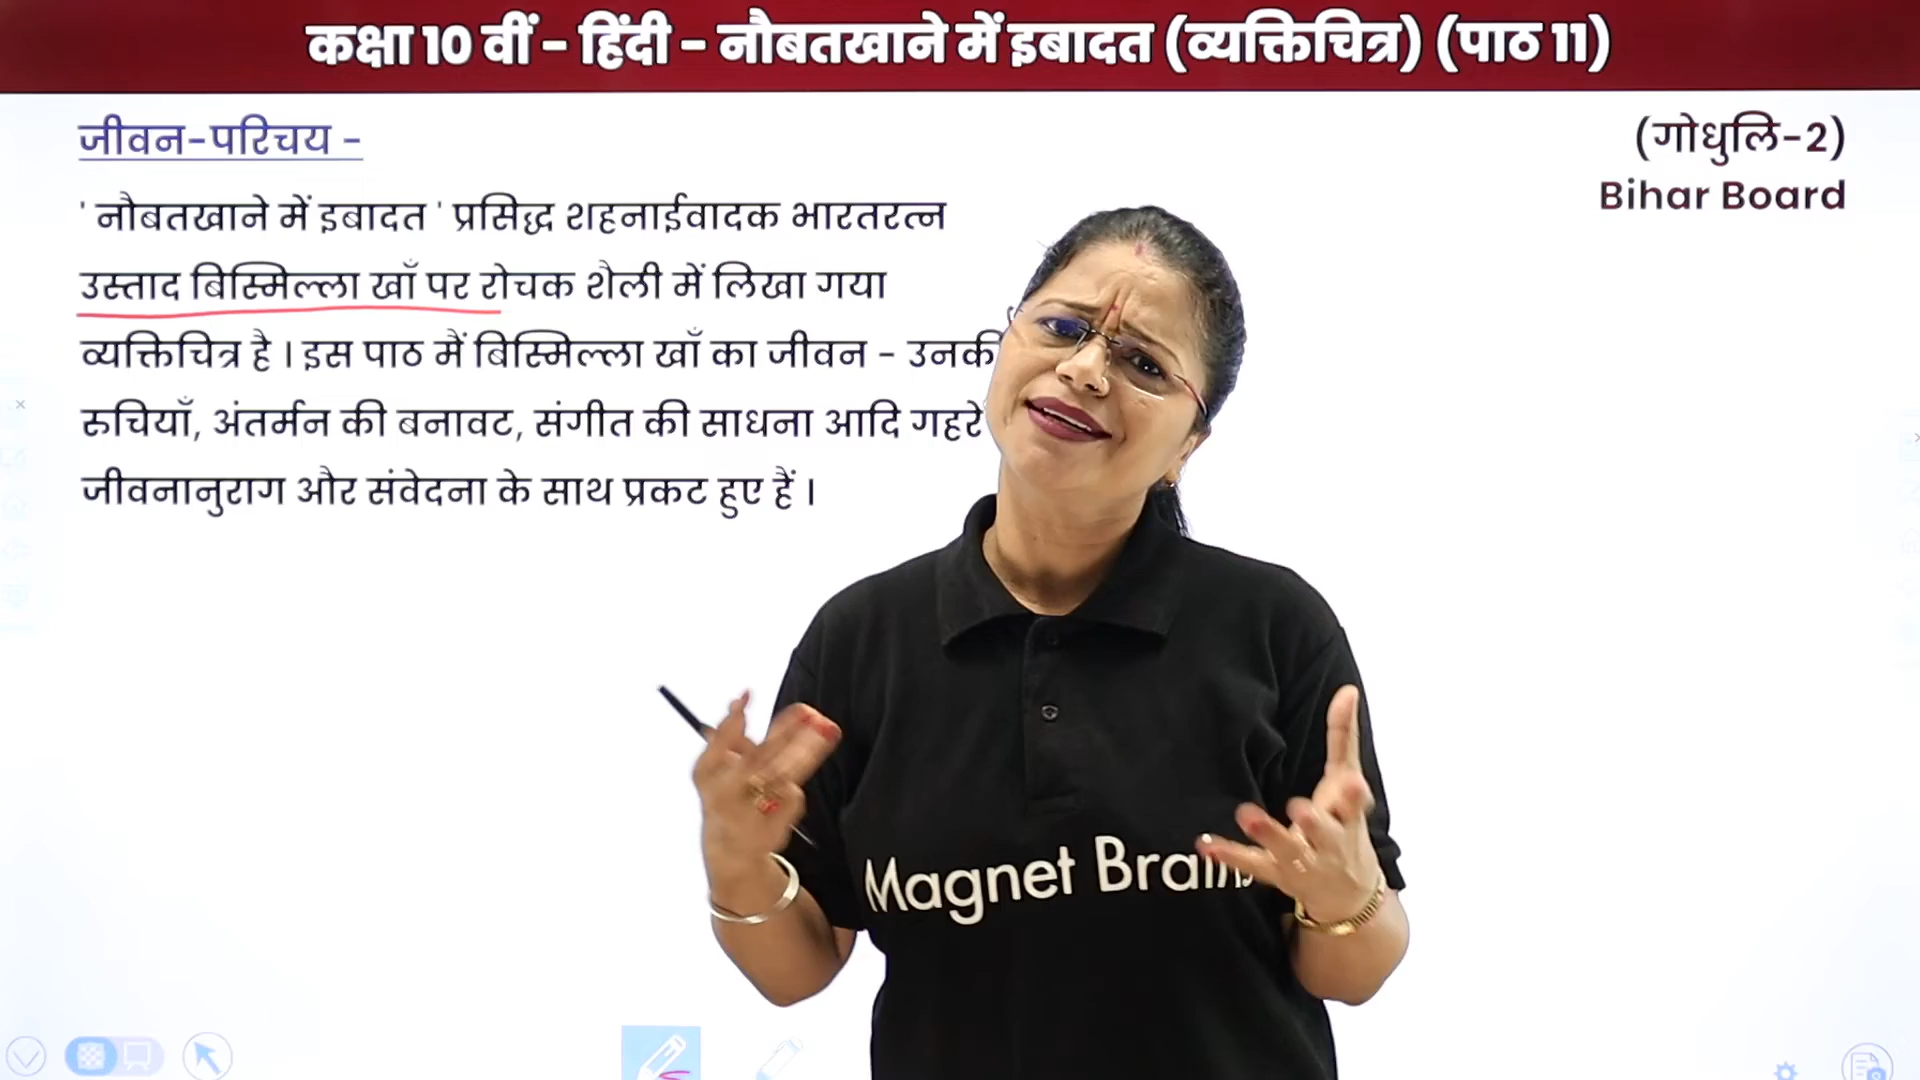 कक्षा 10 वीं - हिंदी - नौबतखाने में इबादत (व्यक्तिचित्र) (पाठ 11)
जीवन-परिचय -
(गोधुलि-2)
Bihar Board
' नौबतखाने में इबादत ' प्रसिद्ध शहनाईवादक भारतरत्न
उस्ताद बिस्मिल्ला खाँ पर रोचक शैली में लिखा गया
व्यक्तिचित्र है । इस पाठ मैं बिस्मिल्ला खाँ का जीवन - उनकी
रुचियाँ, अंतर्मन की बनावट, संगीत की साधना आदि गहरे
जीवनानुराग और संवेदना के साथ प्रकट हुए हैं ।
Magnet Brains